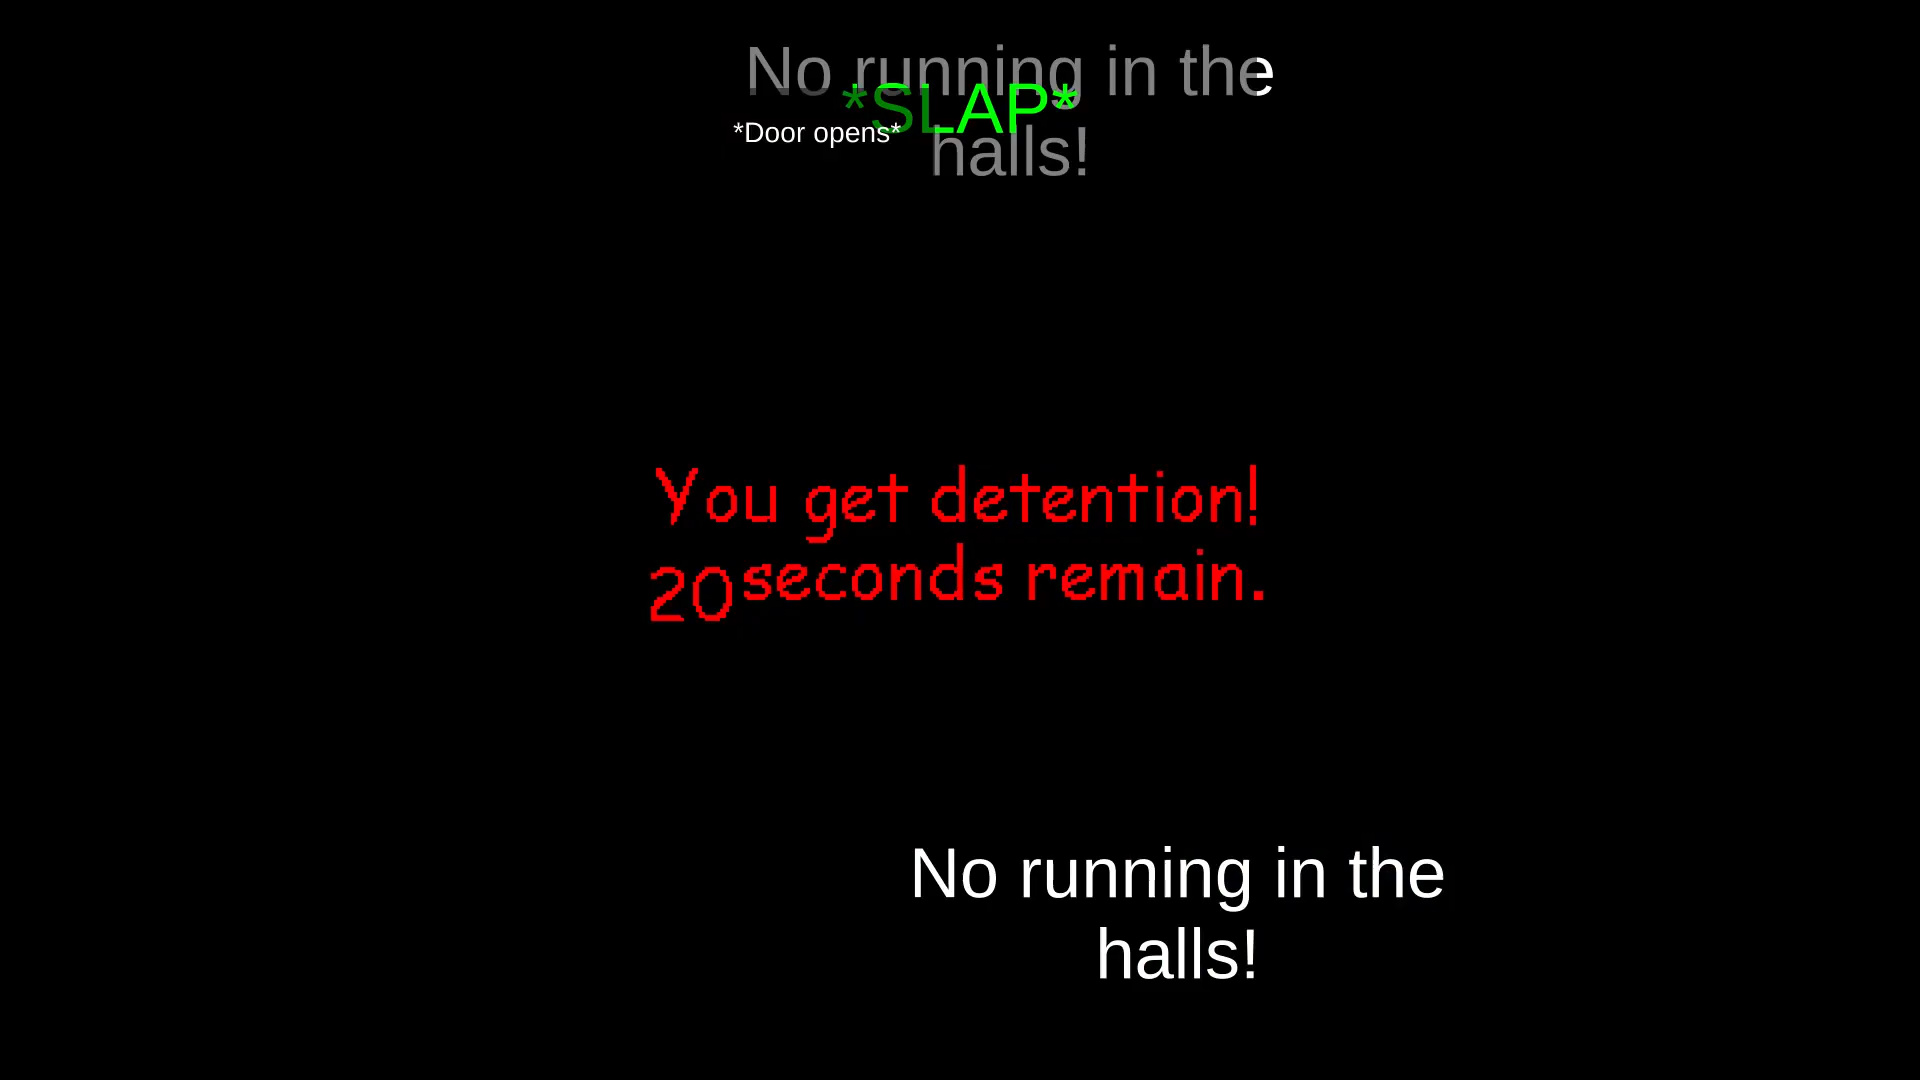 No running in the
halls!
*SLAP*
*Door opens*
You get detention!
20 seconds remain.
No running in the
halls!